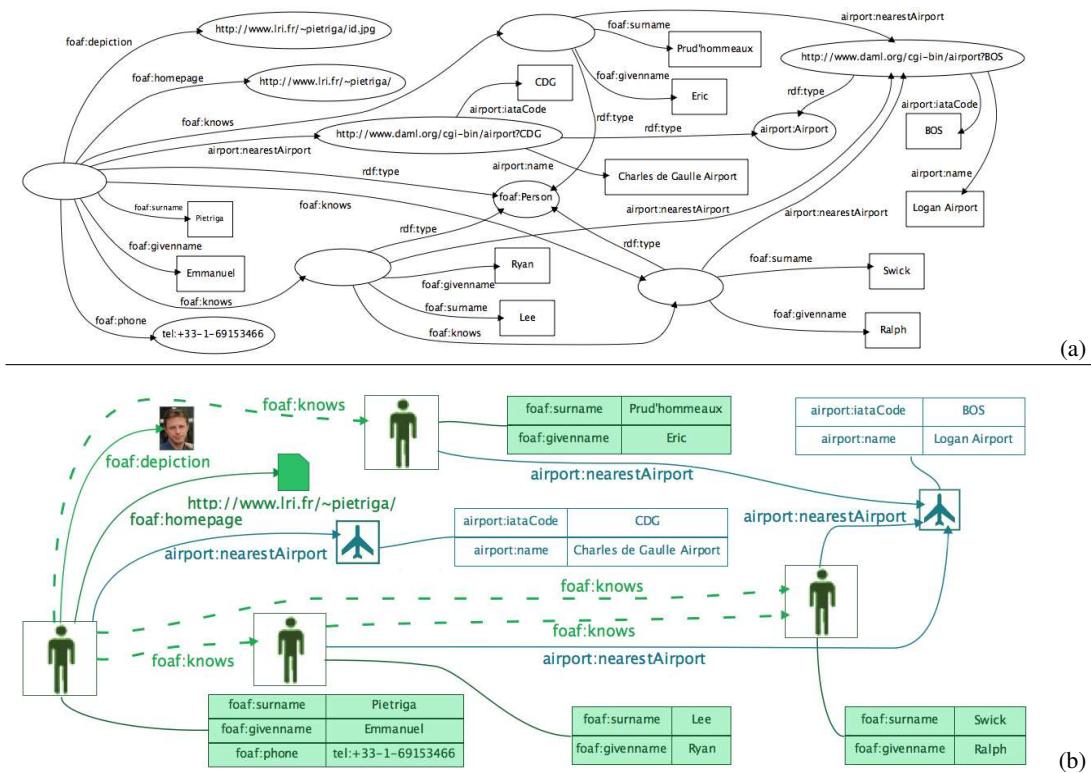 foaf:surname
airport:nearestAirport
foaf:depiction
http://www.lri.fr/~pietriga/id.jpg
Prud'hommeaux
http://www.daml.org/cgi-bin/airport?BOS
foaf:homepage
http://www.lri.fr/~pietriga/
CDG
foaf:givenname
Eric
rdf:type
airport:iataCode
airport:iataCode
foaf:knows
rdf:type
BOS
http://www.daml.org/cgi-bin/airport?CDG
rdf:type
airport:Airport
airport:nearestAirport
airport:name
Charles de Gaulle Airport
airport:name
rdf:type
foaf:Person
foaf:knows
airport:nearestAirport
airport:nearestAirport
Logan Airport
foaf:surname
Pietriga
rdf:type
rdf:type
foaf:givenname
Emmanuel
Ryan
foaf:givenname
foaf:surname
Swick
foaf:knows
foaf:surname
Lee
foaf:givenname
Ralph
foaf:phone
tel:+33-1-69153466
foaf:knows
(a)
foaf:knows
foaf:surname Prud'hommeaux
foaf:givenname Eric
airport:iataCode BOS
airport:name Logan Airport
foaf:depiction
airport:nearestAirport
http://www.lri.fr/~pietriga/
foaf:homepage
airport:nearestAirport
airport:iataCode CDG
airport:name Charles de Gaulle Airport
airport:nearestAirport
foaf:knows
foaf:knows
foaf:knows
airport:nearestAirport
foaf:surname Pietriga
foaf:givenname Emmanuel
foaf:phone tel:+33-1-69153466
foaf:surname Lee
foaf:givenname Ryan
foaf:surname Swick
foaf:givenname Ralph
(b)